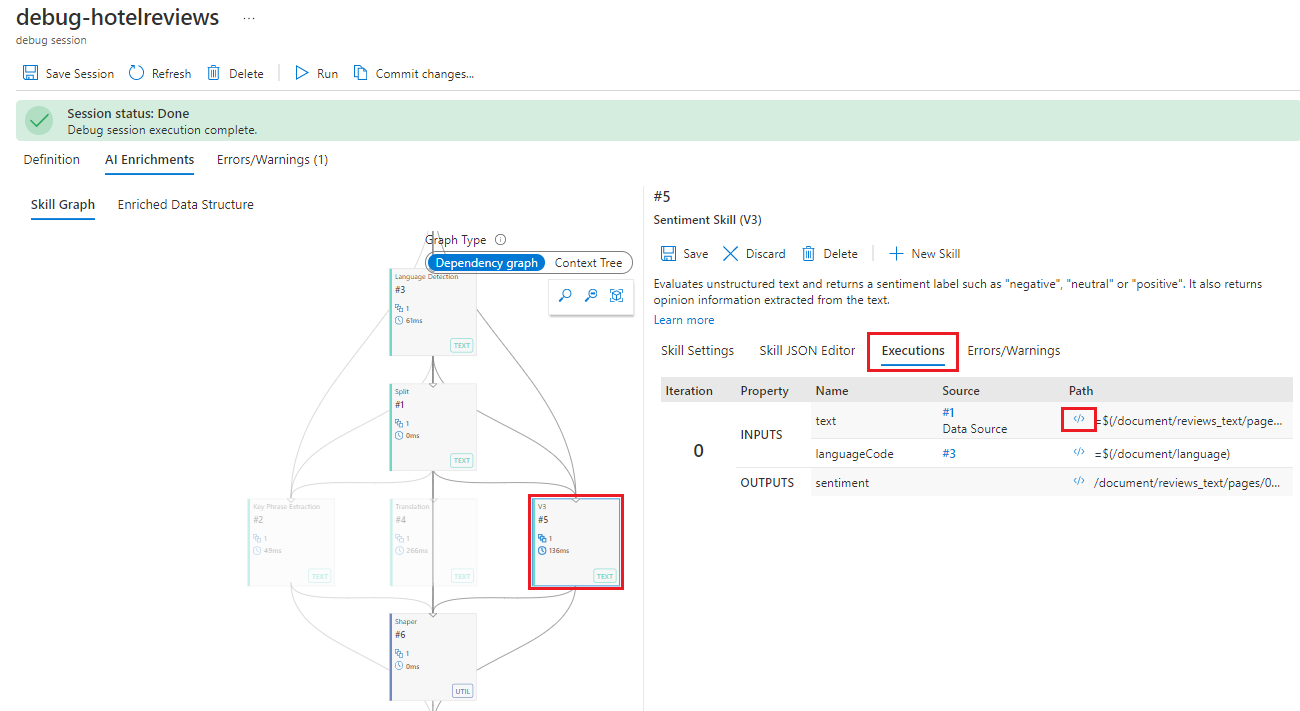 debug-hotelreviews ...
debug session
Save Session Refresh Delete Run Commit changes...
Session status: Done
Debug session execution complete.
Definition AI Enrichments Errors/Warnings (1)
Skill Graph Enriched Data Structure
Graph Type
Dependency graph Context Tree
Language Detection
#3
1
61ms
TEXT
Split
#1
1
0ms
TEXT
Key Phrase Extraction
#2
1
49ms
TEXT
Translation
#4
1
266ms
TEXT
V3
#5
1
136ms
TEXT
Shaper
#6
1
0ms
UTIL
#5
Sentiment Skill (V3)
Save Discard Delete New Skill
Evaluates unstructured text and returns a sentiment label such as "negative", "neutral" or "positive". It also returns
opinion information extracted from the text.
Learn more
Skill Settings Skill JSON Editor Executions Errors/Warnings
Iteration Property Name Source Path
0
INPUTS
text #1 </> =$(/document/reviews_text/page...
Data Source
languageCode #3 </> =$(/document/language)
OUTPUTS sentiment </> /document/reviews_text/pages/0...